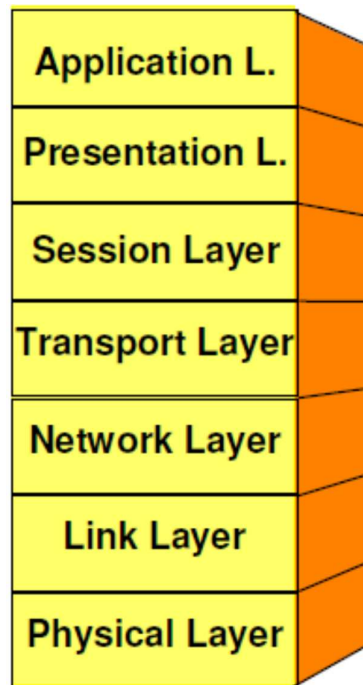 Application L.
Presentation L.
Session Layer
Transport Layer
Network Layer
Link Layer
Physical Layer